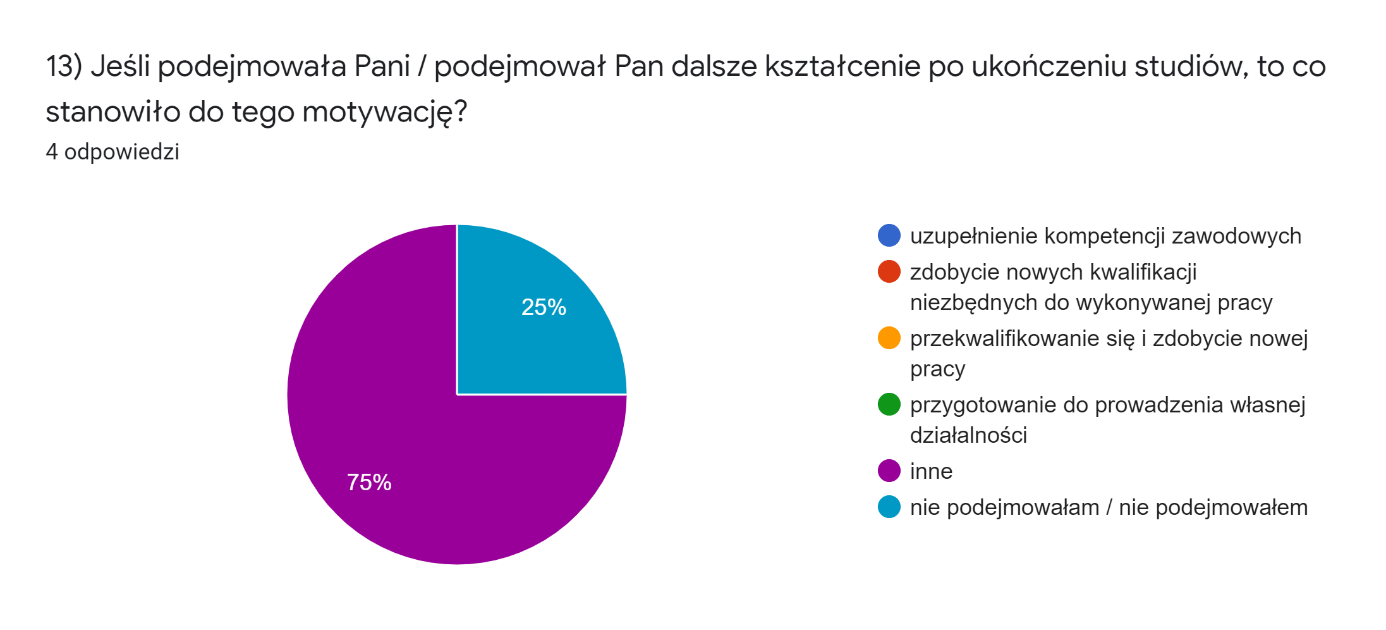 13) Jeśli podejmowała Pani / podejmował Pan dalsze kształcenie po ukończeniu studiów, to co
stanowiło do tego motywację?
4 odpowiedzi
25%
75%
uzupełnienie kompetencji zawodowych
zdobycie nowych kwalifikacji
niezbędnych do wykonywanej pracy
przekwalifikowanie się i zdobycie nowej
pracy
przygotowanie do prowadzenia własnej
działalności
inne
nie podejmowałam / nie podejmowałem